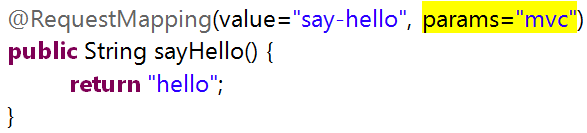 @RequestMapping(value="say-hello", params="mvc")
public String sayHello() {
return "hello";
}